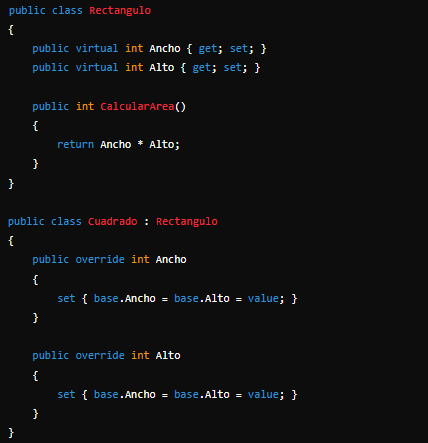 public class Rectangulo
{
    public virtual int Ancho { get; set; }
    public virtual int Alto { get; set; }

    public int CalcularArea()
    {
        return Ancho * Alto;
    }
}

public class Cuadrado : Rectangulo
{
    public override int Ancho
    {
        set { base.Ancho = base.Alto = value; }
    }

    public override int Alto
    {
        set { base.Ancho = base.Alto = value; }
    }
}